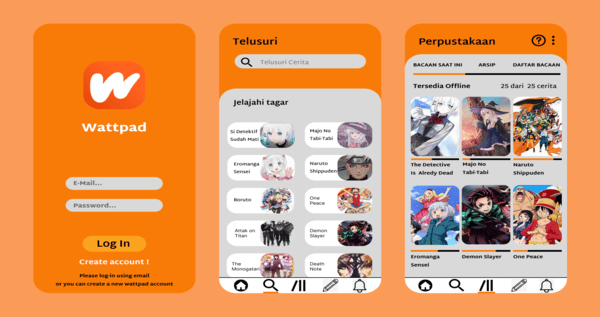 Wattpad
E-Mail...
Password...
Log In
Create account !
Please log-in using email
or you can create a new wattpad account
Telusuri
Telusuri Cerita
Jelajahi tagar
Si Detektif
Sudah Mati
Majo No
Tabi-Tabi
Eromanga
Sensei
Naruto
Shippuden
Boruto
One
Peace
Attak on
Titan
Demon
Slayer
The
Monogatari
Death
Note
Perpustakaan
BACAAN SAAT INI
ARSIP
DAFTAR BACAAN
Tersedia Offline
25 dari 25 cerita
The Detective
Is Alredy Dead
Majo No
Tabi-Tabi
Naruto
Shippuden
Eromanga
Sensei
Demon Slayer
One Peace